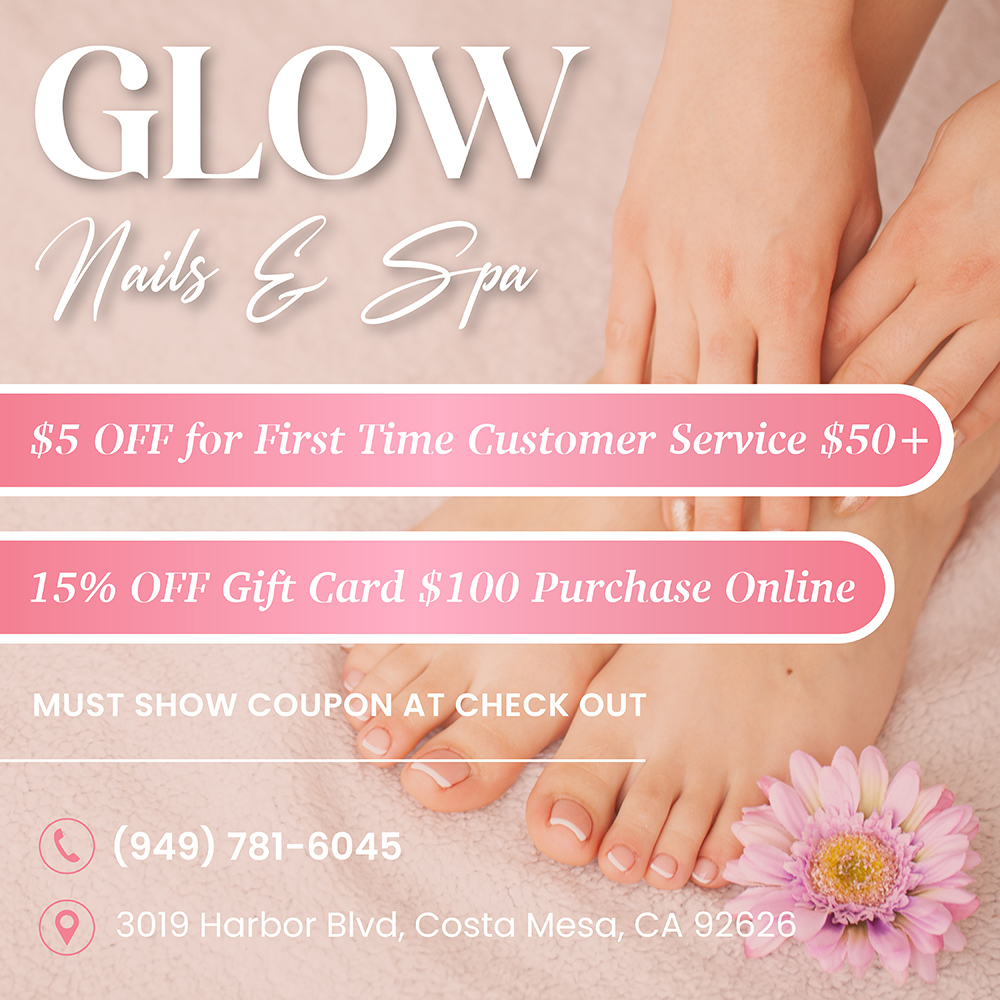 GLOW
Nails & Spa
$5 OFF for First Time Customer Service $50+
15% OFF Gift Card $100 Purchase Online
MUST SHOW COUPON AT CHECK OUT
(949) 781-6045
3019 Harbor Blvd, Costa Mesa, CA 92626